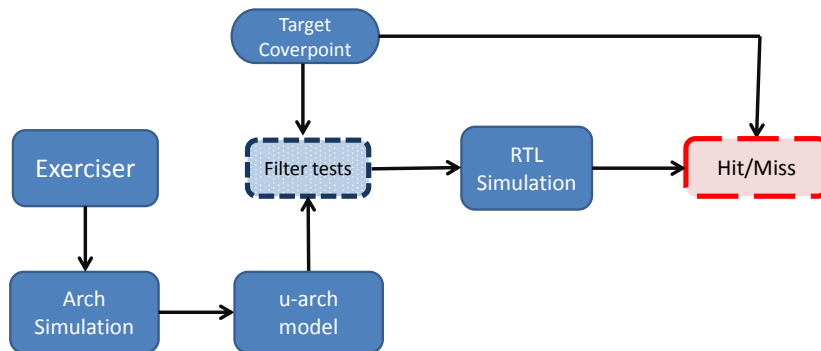 Target
Coverpoint
Exerciser
Filter tests
RTL
Simulation
Hit/Miss
Arch
Simulation
u-arch
model